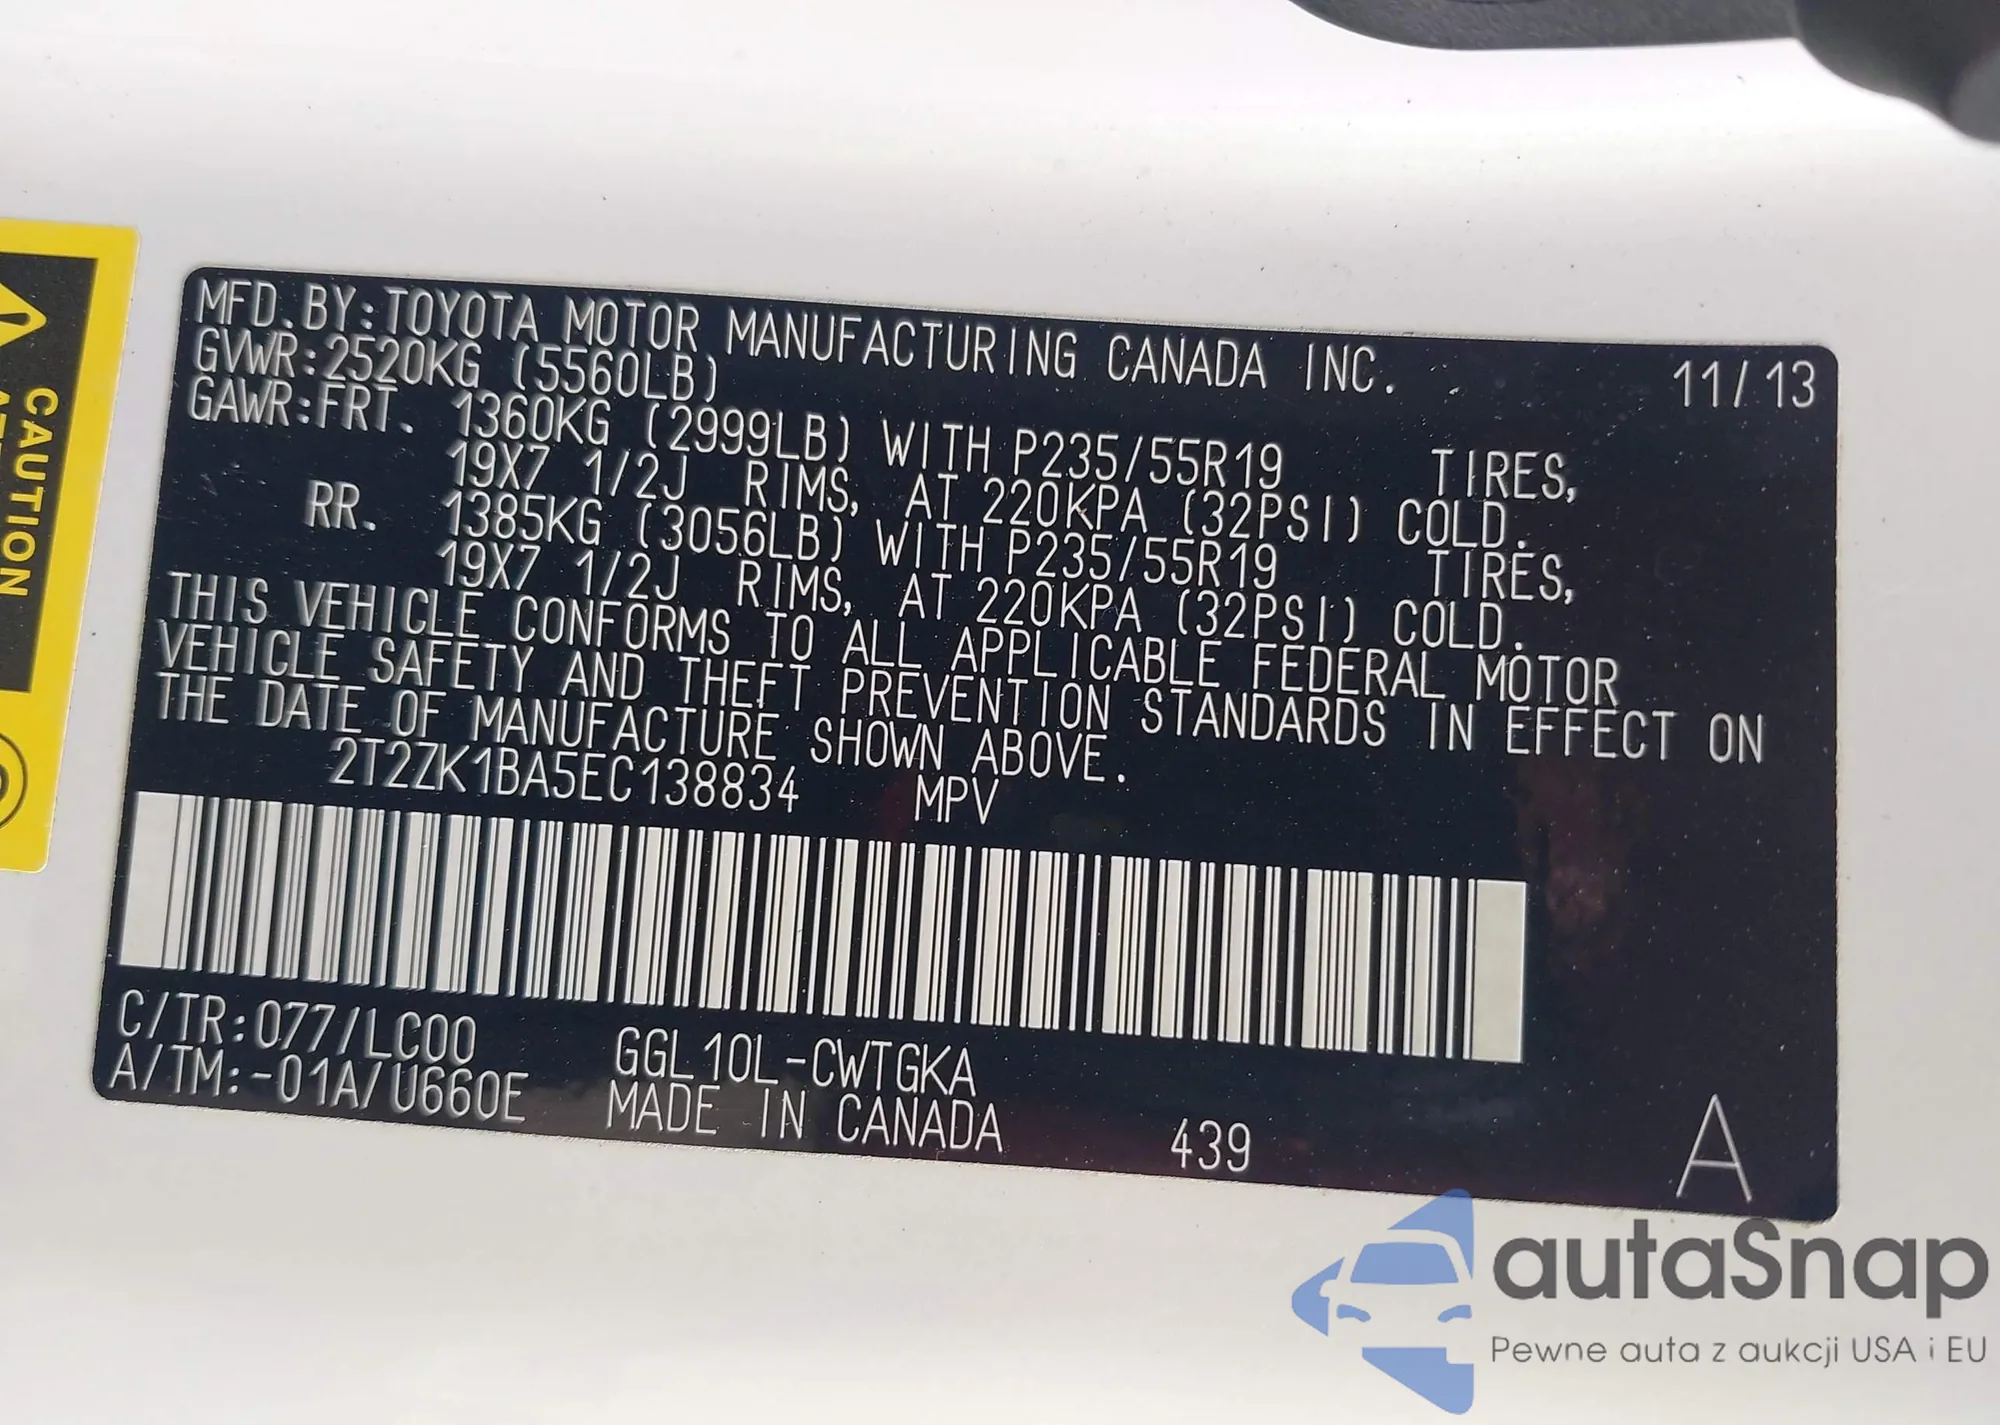 MFD. BY: TOYOTA MOTOR MANUFACTURING CANADA INC. 11/13
GVWR: 2520KG (5560LB)
GAWR: FRT. 1360KG (2999LB) WITH P235/55R19 TIRES,
19X7 1/2J RIMS, AT 220KPA (32PSI) COLD.
RR. 1385KG (3056LB) WITH P235/55R19 TIRES,
19X7 1/2J RIMS, AT 220KPA (32PSI) COLD.
THIS VEHICLE CONFORMS TO ALL APPLICABLE FEDERAL MOTOR
VEHICLE SAFETY AND THEFT PREVENTION STANDARDS IN EFFECT ON
THE DATE OF MANUFACTURE SHOWN ABOVE.
2T2ZK1BA5EC138834 MPV
C/TR: 077/LC00 GGL10L-CWTGKA
A/TM: -01A/U660E MADE IN CANADA 439 A
CAUTION
autaSnap
Pewne auta z aukcji USA i EU